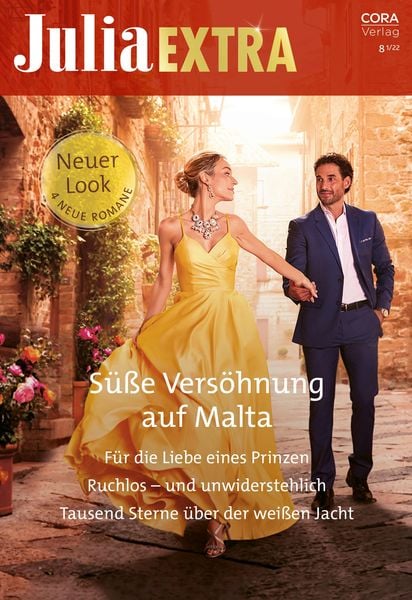 Julia EXTRA
CORA
Verlag
8 1/22
Neuer
Look
4 NEUE ROMANE
Süße Versöhnung
auf Malta
Für die Liebe eines Prinzen
Ruchlos – und unwiderstehlich
Tausend Sterne über der weißen Jacht